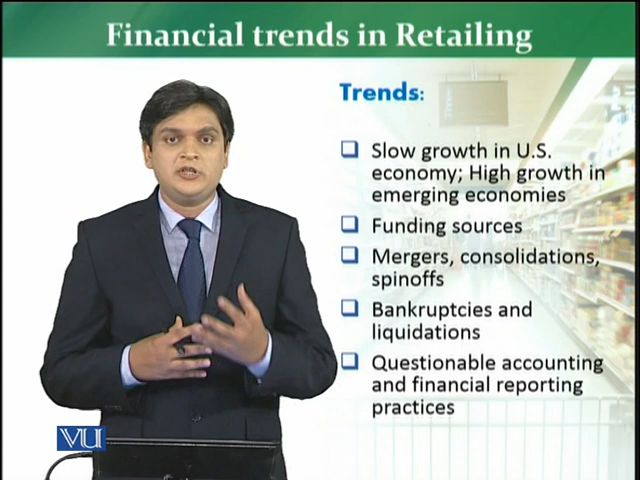 Financial trends in Retailing
Trends:
Slow growth in U.S.
economy; High growth in
emerging economies
Funding sources
Mergers, consolidations,
spinoffs
Bankruptcies and
liquidations
Questionable accounting
and financial reporting
practices
VU